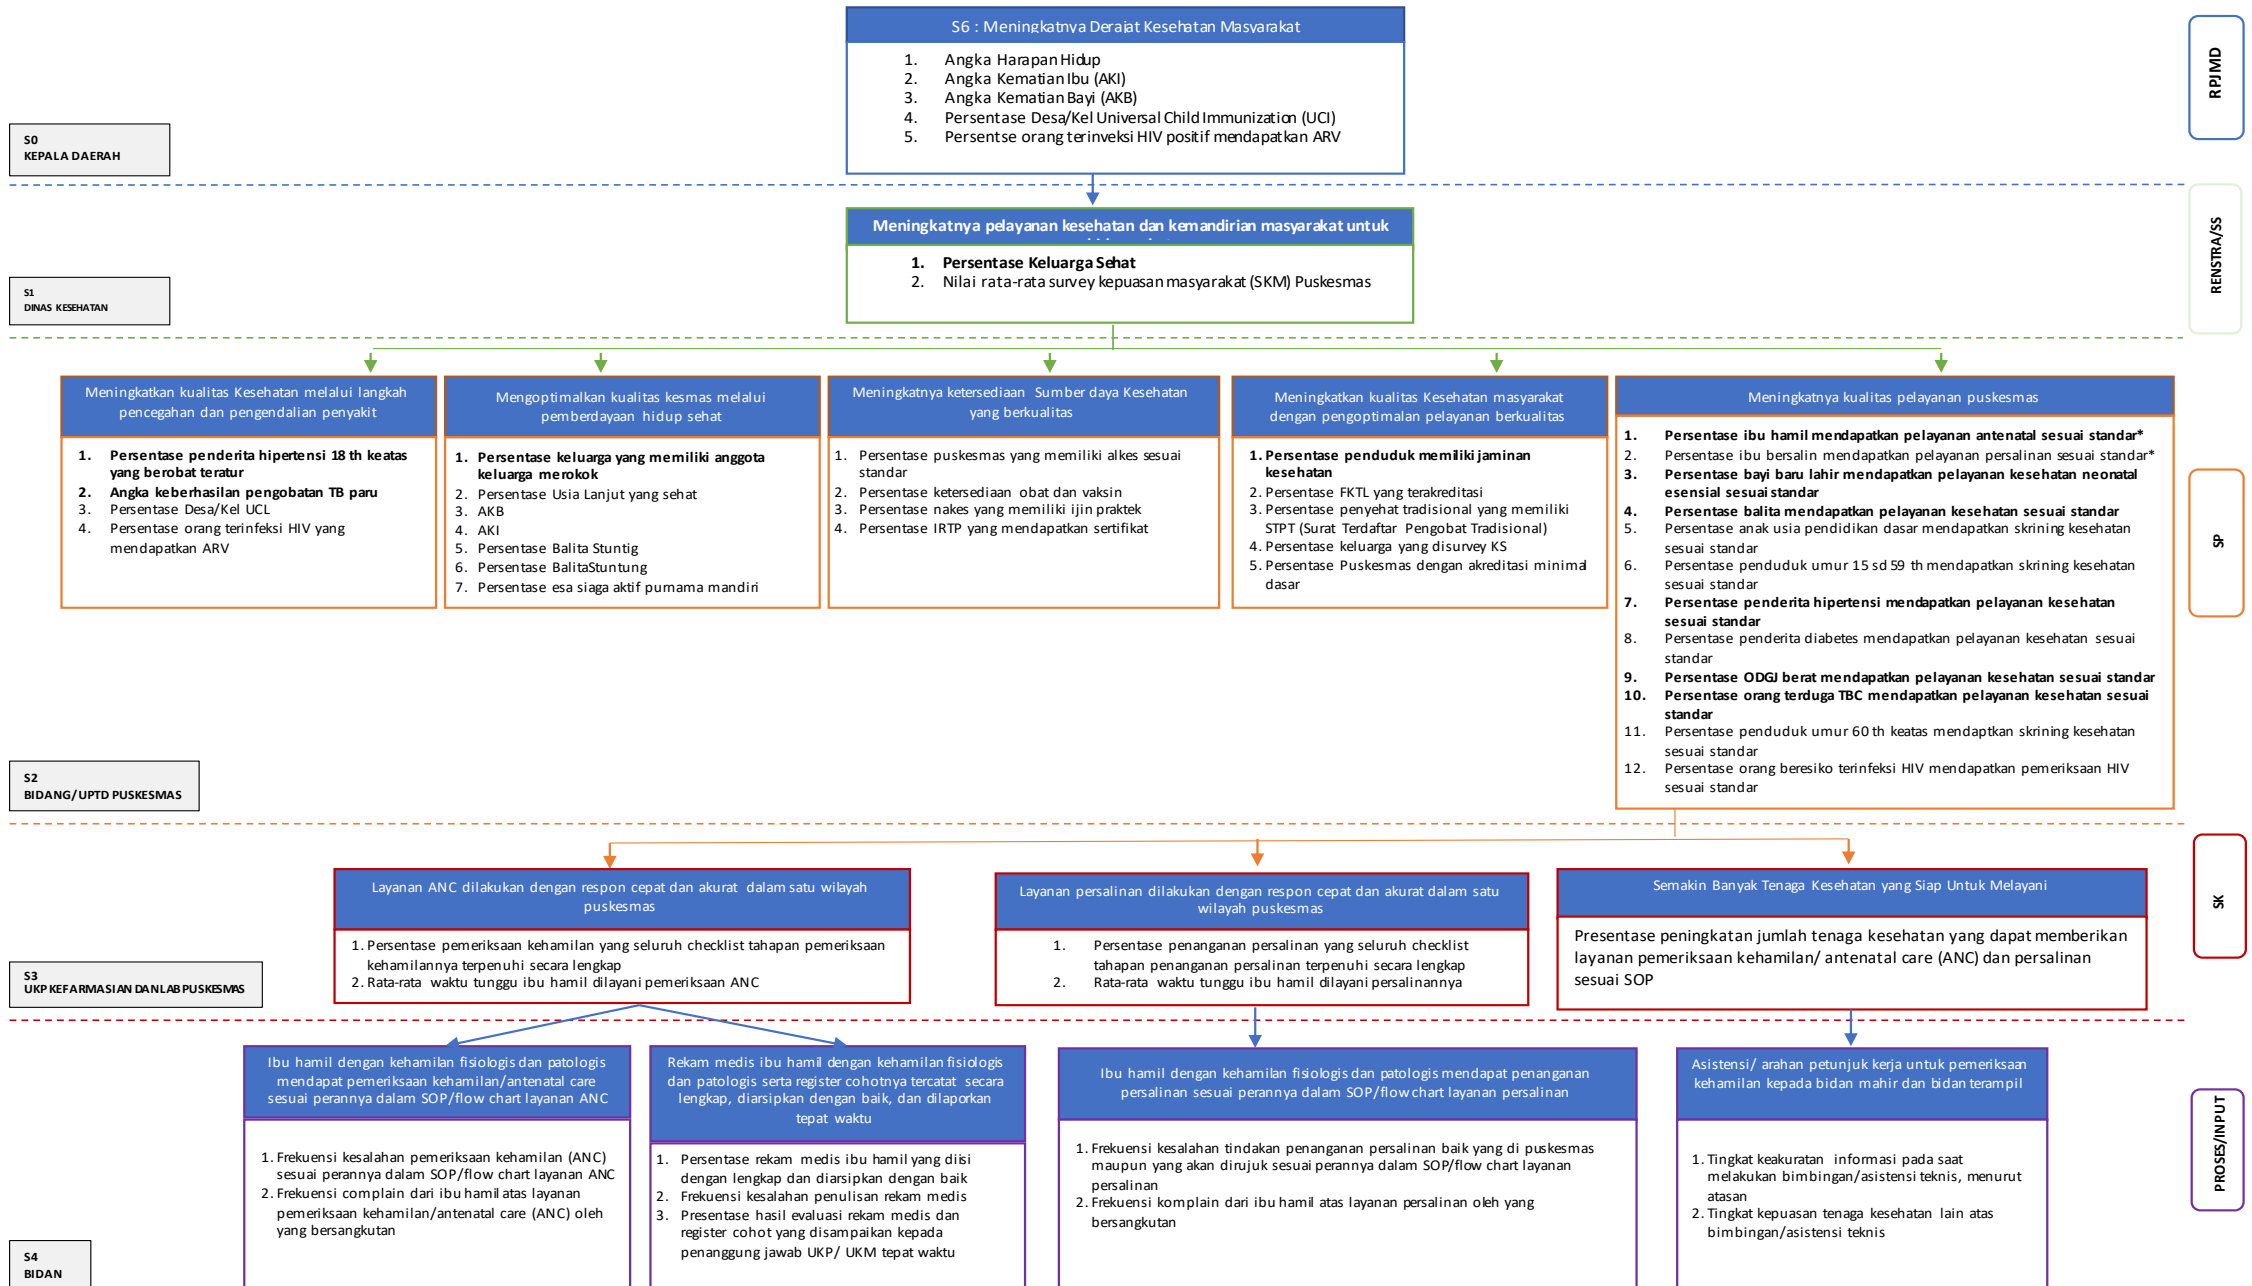 S6 : Meningkatnya Derajat Kesehatan Masyarakat
1. Angka Harapan Hidup
2. Angka Kematian Ibu (AKI)
3. Angka Kematian Bayi (AKB)
4. Persentase Desa/Kel Universal Child Immunization (UCI)
5. Persentse orang terinveksi HIV positif mendapatkan ARV
RPJMD
S0
KEPALA DAERAH
Meningkatnya pelayanan kesehatan dan kemandirian masyarakat untuk
1. Persentase Keluarga Sehat
2. Nilai rata-rata survey kepuasan masyarakat (SKM) Puskesmas
RENSTRA/SS
S1
DINAS KESEHATAN
Meningkatkan kualitas Kesehatan melalui langkah
pencegahan dan pengendalian penyakit
1. Persentase penderita hipertensi 18 th keatas
yang berobat teratur
2. Angka keberhasilan pengobatan TB paru
3. Persentase Desa/Kel UCL
4. Persentase orang terinfeksi HIV yang
mendapatkan ARV
Mengoptimalkan kualitas kesmas melalui
pemberdayaan hidup sehat
1. Persentase keluarga yang memiliki anggota
keluarga merokok
2. Persentase Usia Lanjut yang sehat
3. AKB
4. AKI
5. Persentase Balita Stuntig
6. Persentase BalitaStuntung
7. Persentase esa siaga aktif purnama mandiri
Meningkatnya ketersediaan Sumber daya Kesehatan
yang berkualitas
1. Persentase puskesmas yang memiliki alkes sesuai
standar
2. Persentase ketersediaan obat dan vaksin
3. Persentase nakes yang memiliki ijin praktek
4. Persentase IRTP yang mendapatkan sertifikat
Meningkatkan kualitas Kesehatan masyarakat
dengan pengoptimalan pelayanan berkualitas
1. Persentase penduduk memiliki jaminan
kesehatan
2. Persentase FKTL yang terakreditasi
3. Persentase penyehat tradisional yang memiliki
STPT (Surat Terdaftar Pengobat Tradisional)
4. Persentase keluarga yang disurvey KS
5. Persentase Puskesmas dengan akreditasi minimal
dasar
Meningkatnya kualitas pelayanan puskesmas
1. Persentase ibu hamil mendapatkan pelayanan antenatal sesuai standar*
2. Persentase ibu bersalin mendapatkan pelayanan persalinan sesuai standar*
3. Persentase bayi baru lahir mendapatkan pelayanan kesehatan neonatal
esensial sesuai standar
4. Persentase balita mendapatkan pelayanan kesehatan sesuai standar
5. Persentase anak usia pendidikan dasar mendapatkan skrining kesehatan
sesuai standar
6. Persentase penduduk umur 15 sd 59 th mendapatkan skrining kesehatan
sesuai standar
7. Persentase penderita hipertensi mendapatkan pelayanan kesehatan
sesuai standar
8. Persentase penderita diabetes mendapatkan pelayanan kesehatan sesuai
standar
9. Persentase ODGJ berat mendapatkan pelayanan kesehatan sesuai standar
10. Persentase orang terduga TBC mendapatkan pelayanan kesehatan sesuai
standar
11. Persentase penduduk umur 60 th keatas mendaptkan skrining kesehatan
sesuai standar
12. Persentase orang beresiko terinfeksi HIV mendapatkan pemeriksaan HIV
sesuai standar
SP
S2
BIDANG/UPTD PUSKESMAS
Layanan ANC dilakukan dengan respon cepat dan akurat dalam satu wilayah
puskesmas
1. Persentase pemeriksaan kehamilan yang seluruh checklist tahapan pemeriksaan
kehamilannya terpenuhi secara lengkap
2. Rata-rata waktu tunggu ibu hamil dilayani pemeriksaan ANC
Layanan persalinan dilakukan dengan respon cepat dan akurat dalam satu
wilayah puskesmas
1. Persentase penanganan persalinan yang seluruh checklist
tahapan penanganan persalinan terpenuhi secara lengkap
2. Rata-rata waktu tunggu ibu hamil dilayani persalinannya
Semakin Banyak Tenaga Kesehatan yang Siap Untuk Melayani
Presentase peningkatan jumlah tenaga kesehatan yang dapat memberikan
layanan pemeriksaan kehamilan/ antenatal care (ANC) dan persalinan
sesuai SOP
SK
S3
UKP KEFARMASIAN DAN LAB PUSKESMAS
Ibu hamil dengan kehamilan fisiologis dan patologis
mendapat pemeriksaan kehamilan/antenatal care
sesuai perannya dalam SOP/flow chart layanan ANC
1. Frekuensi kesalahan pemeriksaan kehamilan (ANC)
sesuai perannya dalam SOP/flow chart layanan ANC
2. Frekuensi complain dari ibu hamil atas layanan
pemeriksaan kehamilan/antenatal care (ANC) oleh
yang bersangkutan
Rekam medis ibu hamil dengan kehamilan fisiologis
dan patologis serta register cohotnya tercatat secara
lengkap, diarsipkan dengan baik, dan dilaporkan
tepat waktu
1. Persentase rekam medis ibu hamil yang diisi
dengan lengkap dan diarsipkan dengan baik
2. Frekuensi kesalahan penulisan rekam medis
3. Presentase hasil evaluasi rekam medis dan
register cohot yang disampaikan kepada
penanggung jawab UKP/ UKM tepat waktu
Ibu hamil dengan kehamilan fisiologis dan patologis mendapat penanganan
persalinan sesuai perannya dalam SOP/flow chart layanan persalinan
1. Frekuensi kesalahan tindakan penanganan persalinan baik yang di puskesmas
maupun yang akan dirujuk sesuai perannya dalam SOP/flow chart layanan
persalinan
2. Frekuensi komplain dari ibu hamil atas layanan persalinan oleh yang
bersangkutan
Asistensi/ arahan petunjuk kerja untuk pemeriksaan
kehamilan kepada bidan mahir dan bidan terampil
1. Tingkat keakuratan informasi pada saat
melakukan bimbingan/asistensi teknis, menurut
atasan
2. Tingkat kepuasan tenaga kesehatan lain atas
bimbingan/asistensi teknis
PROSES/INPUT
S4
BIDAN